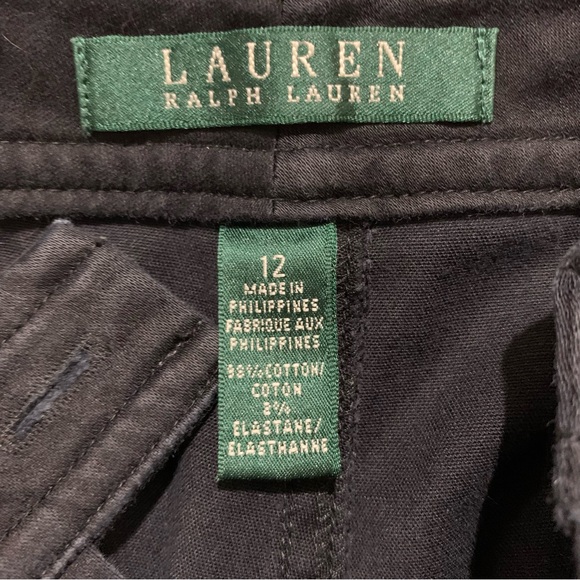 LAUREN
RALPH LAUREN
12
MADE IN
PHILIPPINES
FABRIQUE AUX
PHILIPPINES
COTTON/
COTON
ELASTANE/
ELASTHANNE